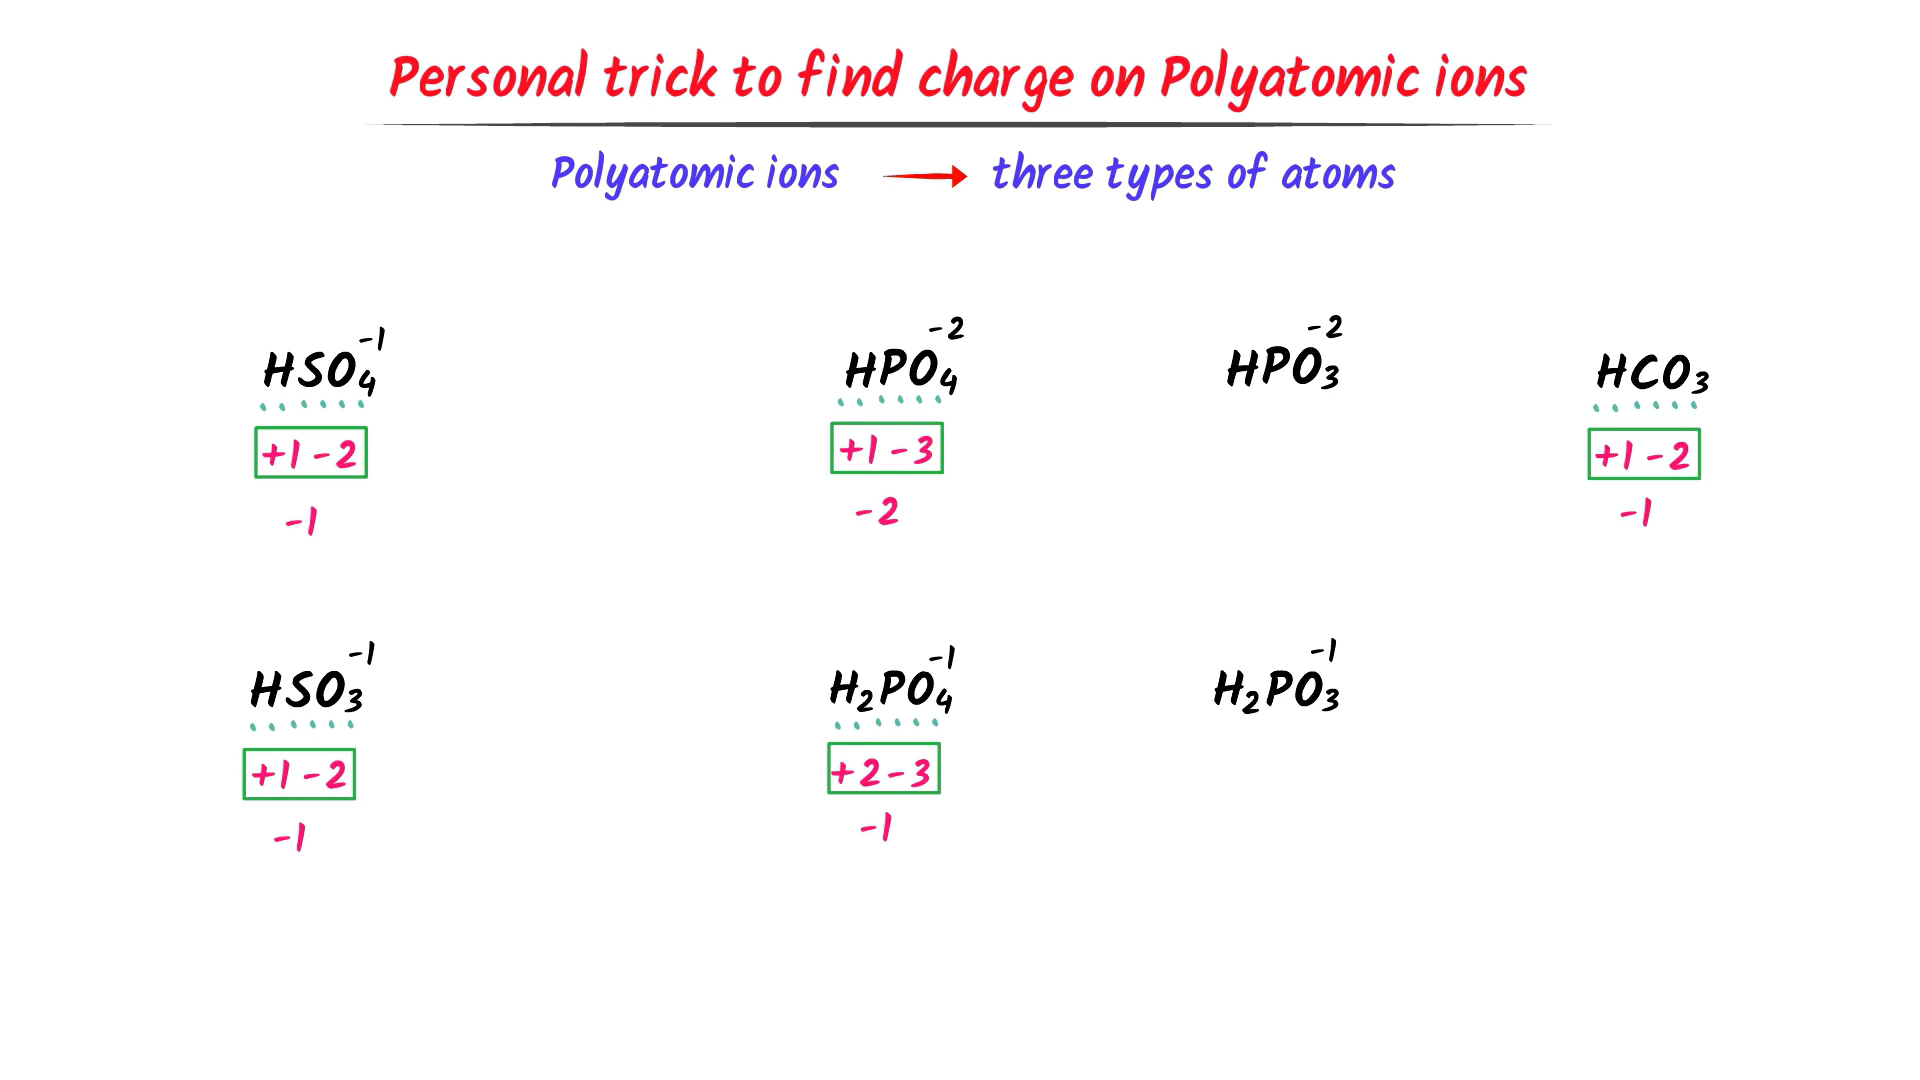 Personal trick to find charge on Polyatomic ions
Polyatomic ions → three types of atoms
HSO₄⁻¹
+1 -2
-1
HPO₄⁻²
+1 -3
-2
HPO₃⁻²
HCO₃
+1 -2
-1
HSO₃⁻¹
+1 -2
-1
H₂PO₄⁻¹
+2 -3
-1
H₂PO₃⁻¹